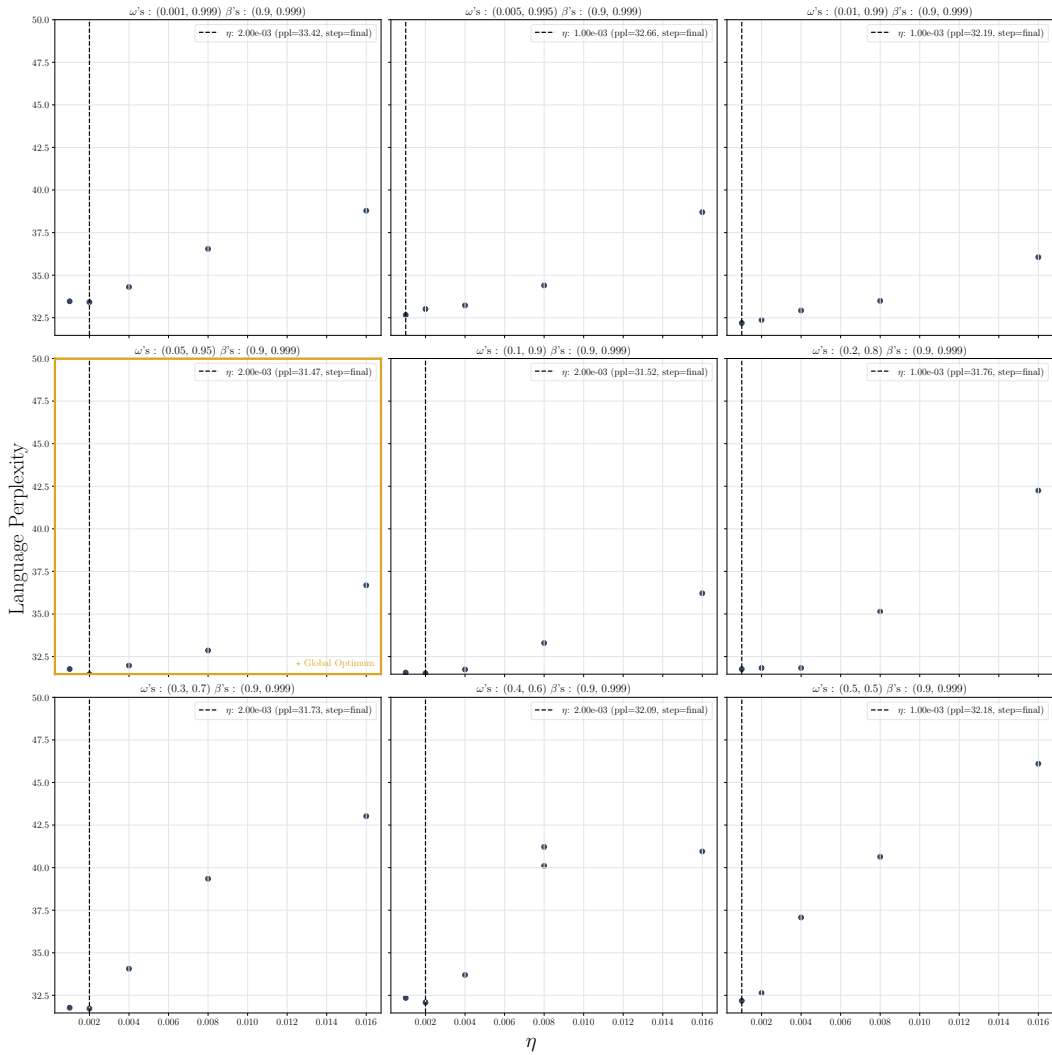 ω's : (0.001, 0.999) β's : (0.9, 0.999)
ω's : (0.005, 0.995) β's : (0.9, 0.999)
ω's : (0.01, 0.99) β's : (0.9, 0.999)
η: 2.00e-03 (ppl=33.42, step=final)
η: 1.00e-03 (ppl=32.66, step=final)
η: 1.00e-03 (ppl=32.19, step=final)
50.0
47.5
45.0
42.5
40.0
37.5
35.0
32.5
0.002 0.004 0.006 0.008 0.010 0.012 0.014 0.016
0.002 0.004 0.006 0.008 0.010 0.012 0.014 0.016
0.002 0.004 0.006 0.008 0.010 0.012 0.014 0.016
ω's : (0.05, 0.95) β's : (0.9, 0.999)
ω's : (0.1, 0.9) β's : (0.9, 0.999)
ω's : (0.2, 0.8) β's : (0.9, 0.999)
η: 2.00e-03 (ppl=31.47, step=final)
η: 2.00e-03 (ppl=31.52, step=final)
η: 1.00e-03 (ppl=31.76, step=final)
50.0
47.5
45.0
42.5
40.0
37.5
35.0
32.5
Language Perplexity
⋆ Global Optimum
ω's : (0.3, 0.7) β's : (0.9, 0.999)
ω's : (0.4, 0.6) β's : (0.9, 0.999)
ω's : (0.5, 0.5) β's : (0.9, 0.999)
η: 2.00e-03 (ppl=31.73, step=final)
η: 2.00e-03 (ppl=32.09, step=final)
η: 1.00e-03 (ppl=32.18, step=final)
50.0
47.5
45.0
42.5
40.0
37.5
35.0
32.5
η